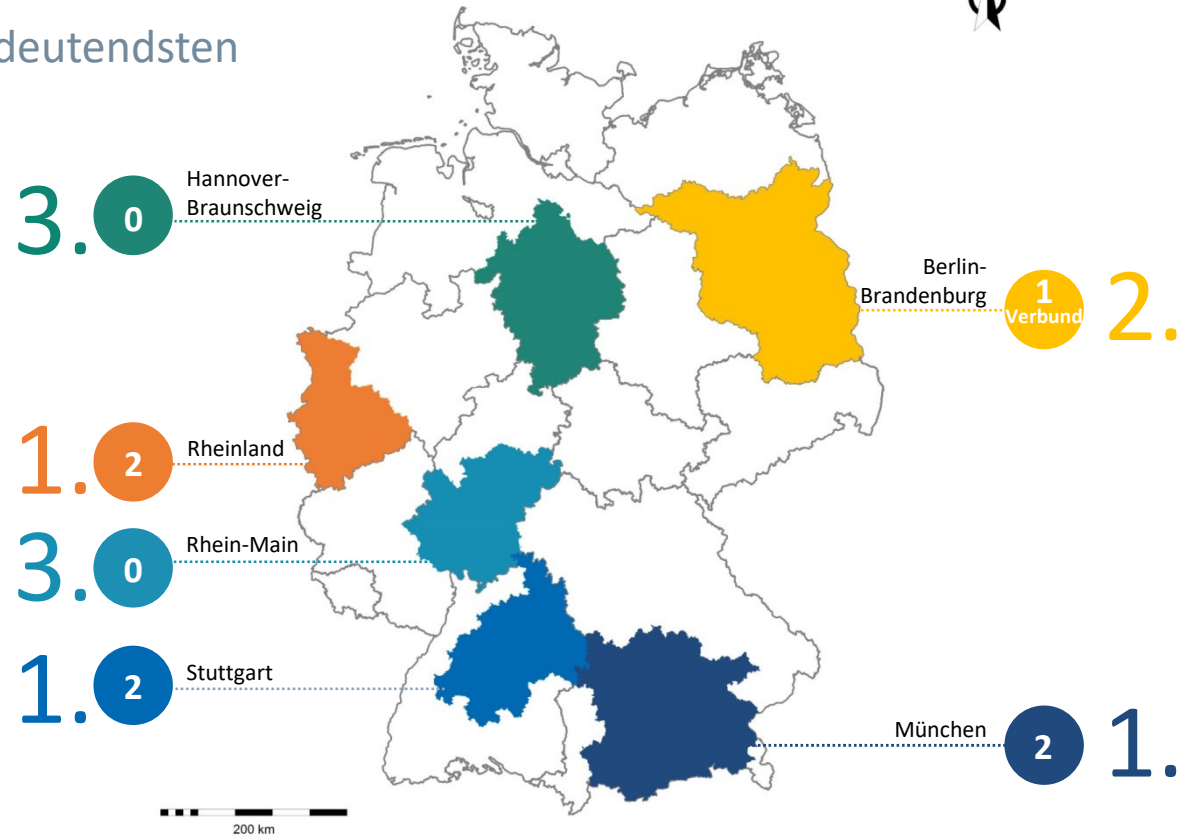 deutendsten
Hannover-
Braunschweig
3.
0
Berlin-
Brandenburg
1
Verbund
2.
1.
2
Rheinland
3.
0
Rhein-Main
1.
2
Stuttgart
München
2
1.
200 km